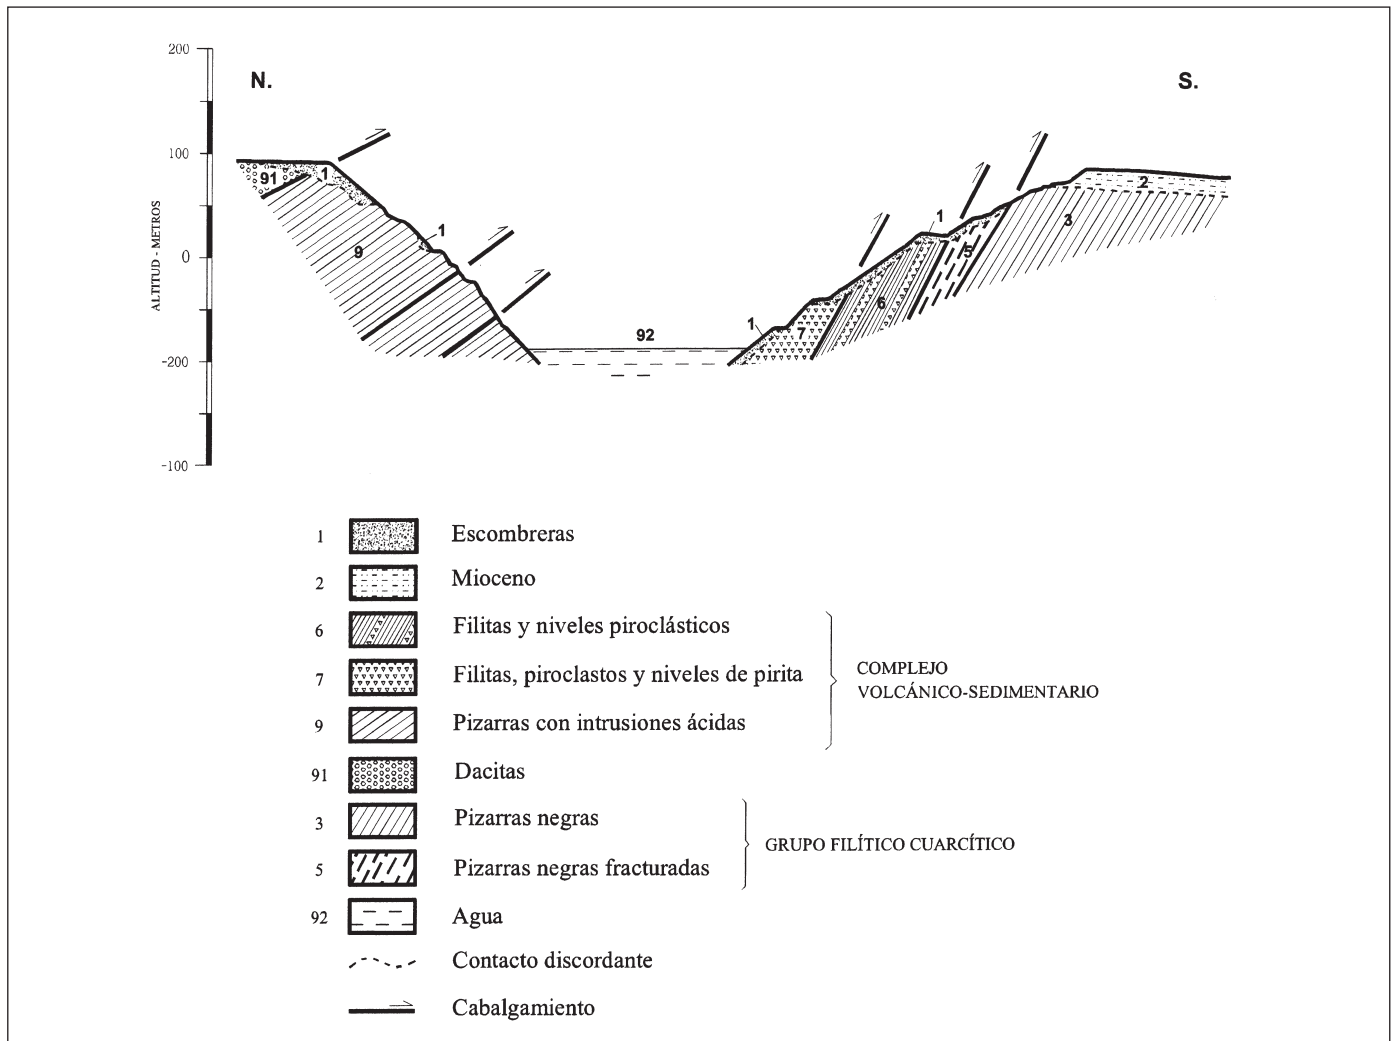 200
N.
S.
100
0
-200
-100
ALTITUD - METROS
91
1
9
1
92
1
7
6
1
5
3
2
1 Escombreras
2 Mioceno
6 Filitas y niveles piroclásticos
7 Filitas, piroclastos y niveles de pirita
9 Pizarras con intrusiones ácidas
COMPLEJO
VOLCÁNICO-SEDIMENTARIO
91 Dacitas
3 Pizarras negras
5 Pizarras negras fracturadas
GRUPO FILÍTICO CUARCÍTICO
92 Agua
Contacto discordante
Cabalgamiento